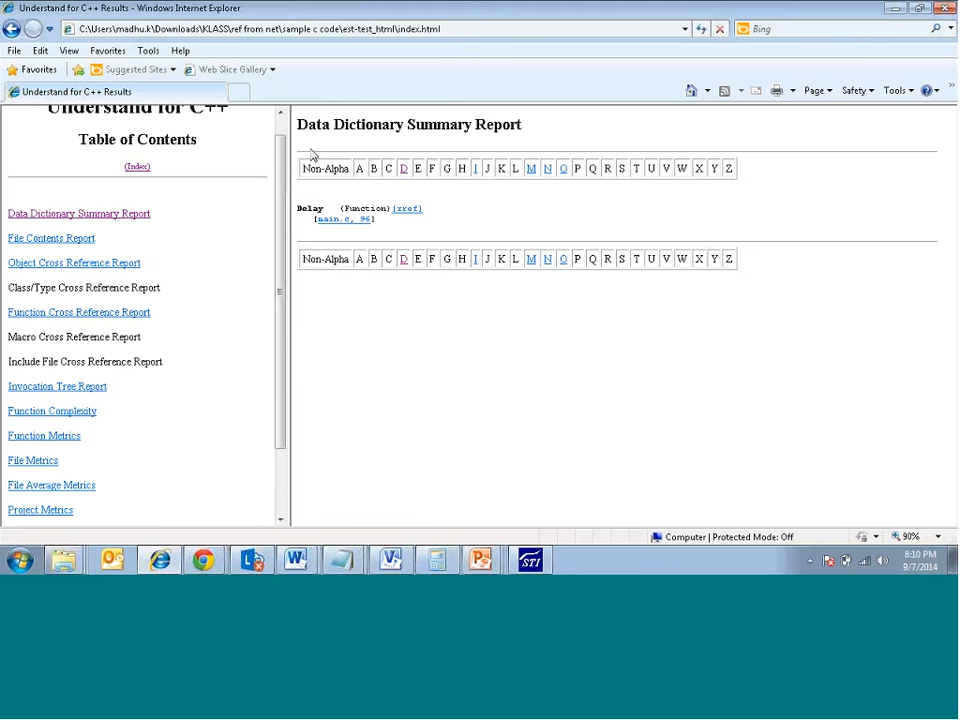 Understand for C++ Results - Windows Internet Explorer
C:\Users\madhu.k\Downloads\KLASS\ref from net\sample c code\est-test_html\index.html
Bing
File Edit View Favorites Tools Help
Favorites Suggested Sites Web Slice Gallery
Understand for C++ Results
Page Safety Tools
Understand for C++
Table of Contents
(Index)
Data Dictionary Summary Report
File Contents Report
Object Cross Reference Report
Class/Type Cross Reference Report
Function Cross Reference Report
Macro Cross Reference Report
Include File Cross Reference Report
Invocation Tree Report
Function Complexity
Function Metrics
File Metrics
File Average Metrics
Project Metrics
Data Dictionary Summary Report
Non-Alpha A B C D E F G H I J K L M N O P Q R S T U V W X Y Z
Delay (Function) [xref]
[main.c, 96]
Non-Alpha A B C D E F G H I J K L M N O P Q R S T U V W X Y Z
Computer | Protected Mode: Off
90%
STI
8:10 PM
9/7/2014